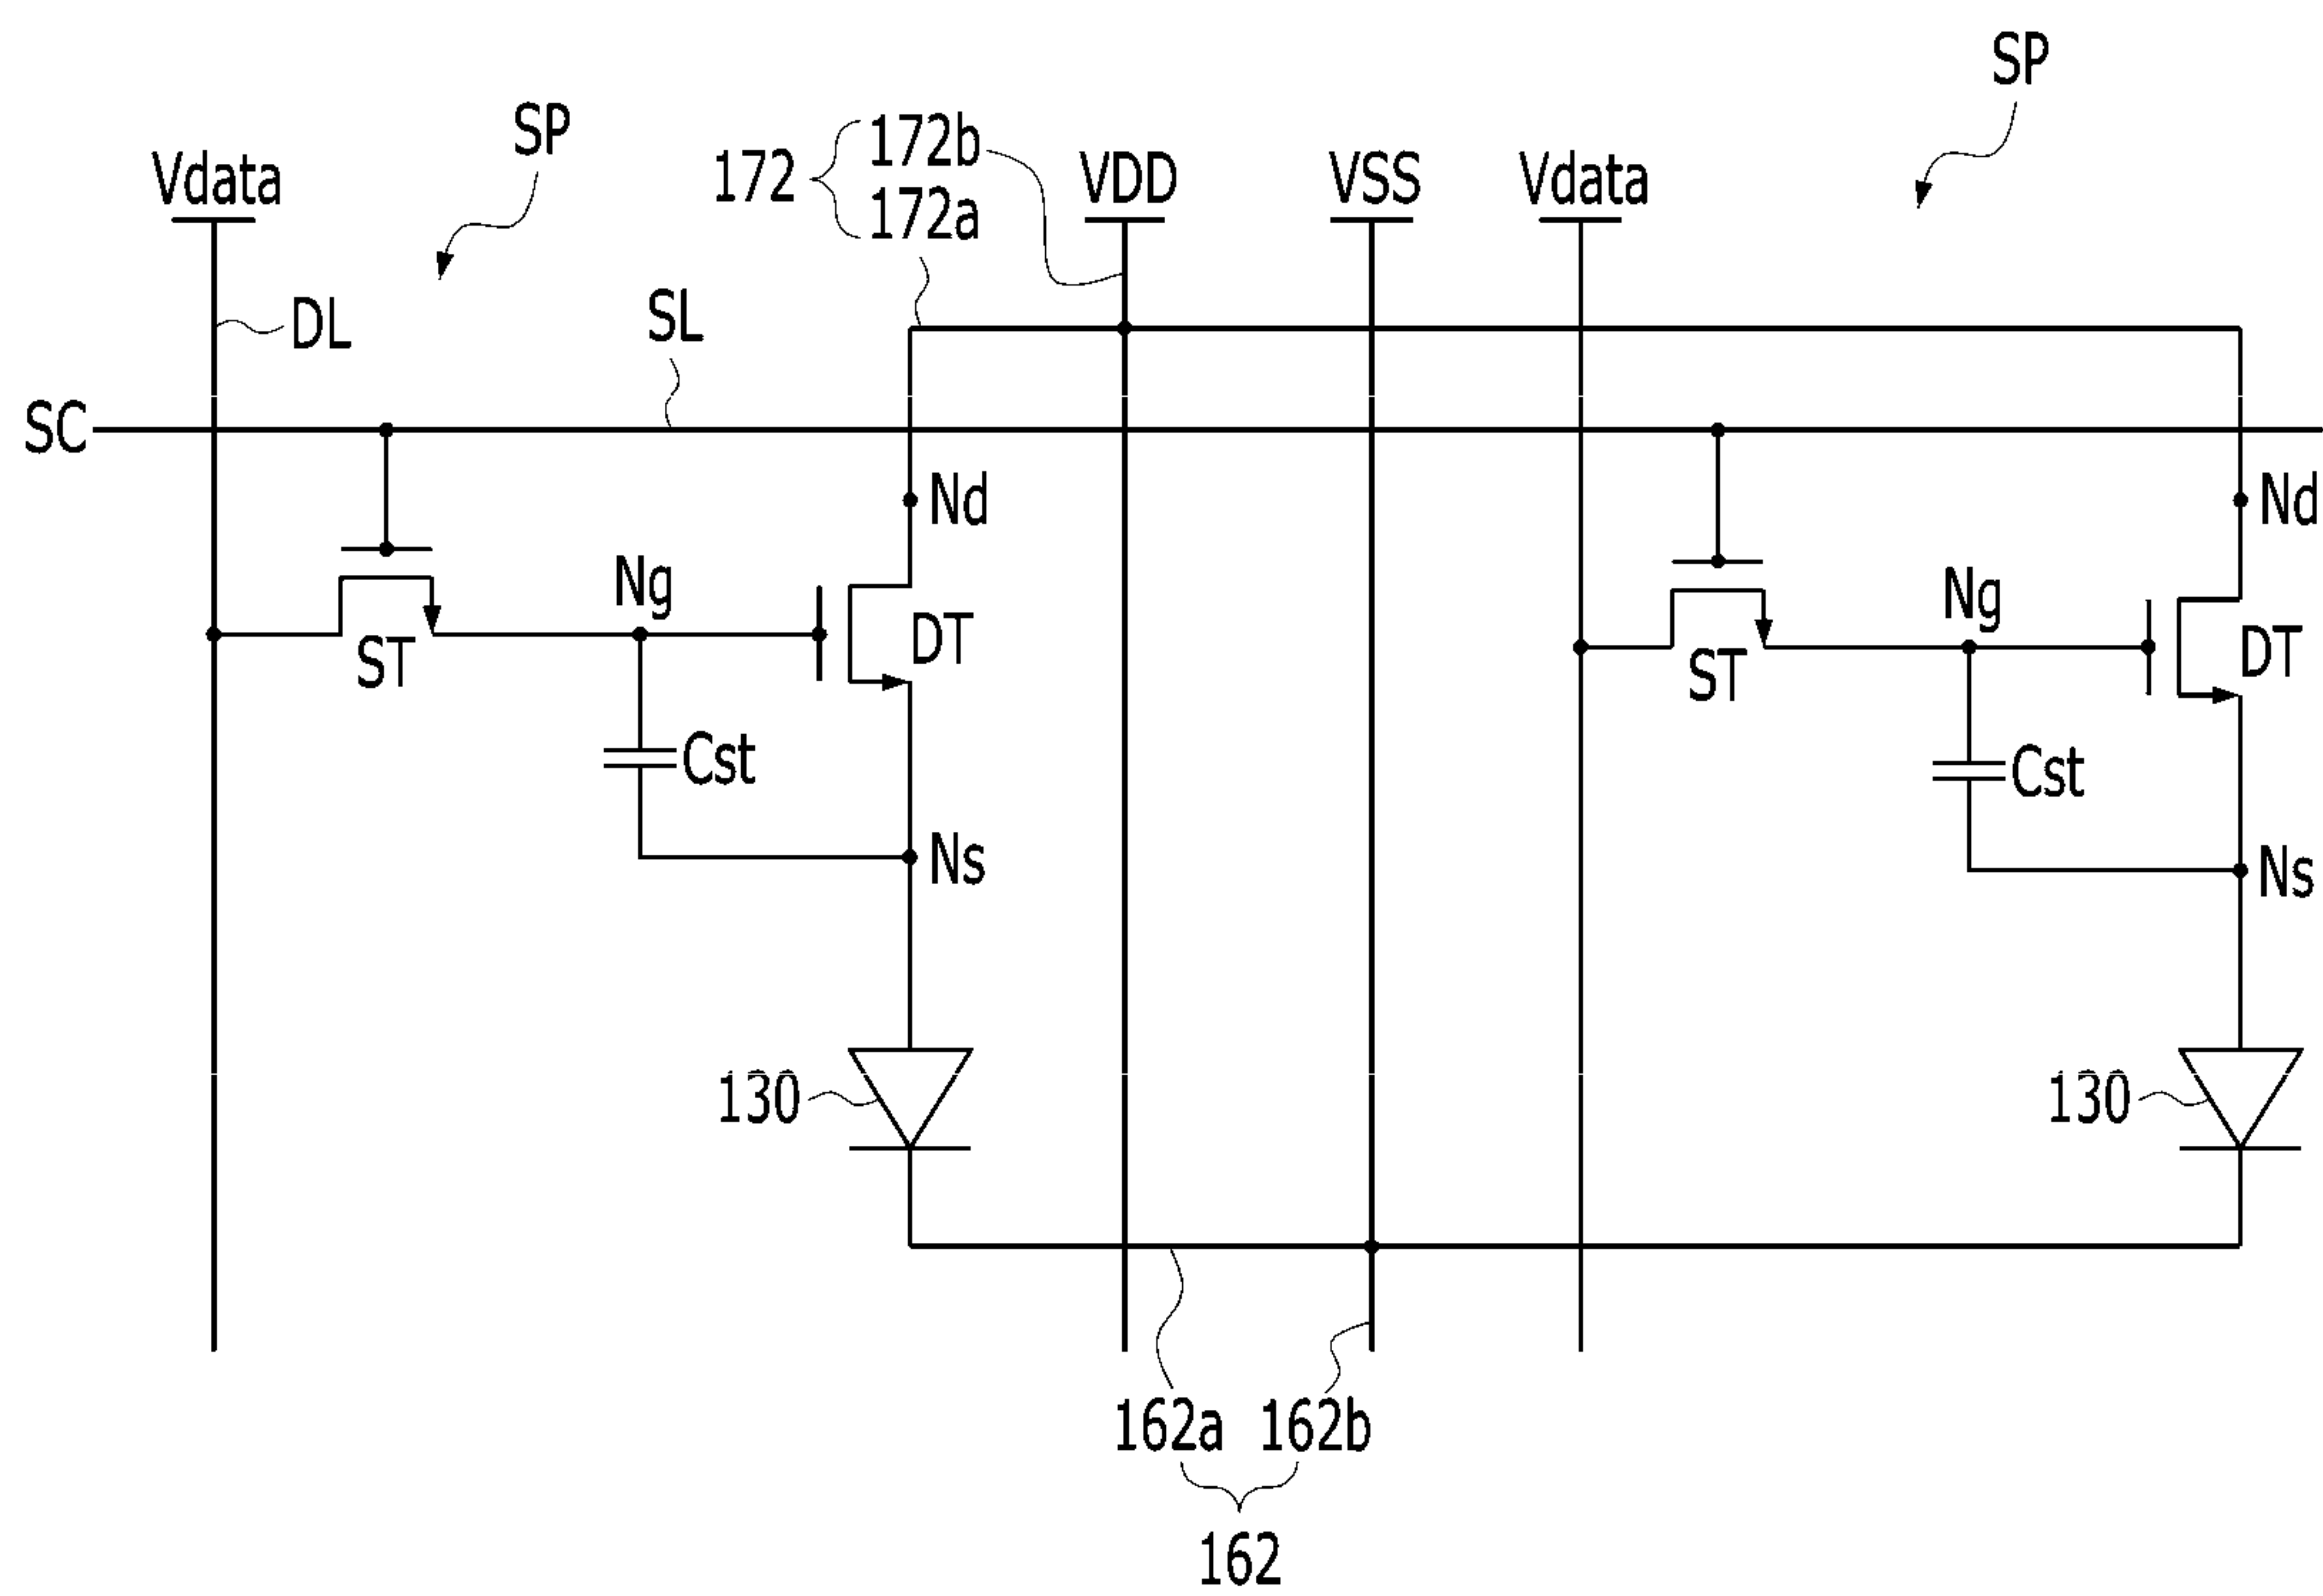 SP
SP
172b
172
172a
Vdata
VDD
VSS
Vdata
DL
SL
SC
Nd
Nd
Ng
Ng
DT
DT
ST
ST
Cst
Cst
Ns
Ns
130
130
162a 162b
162